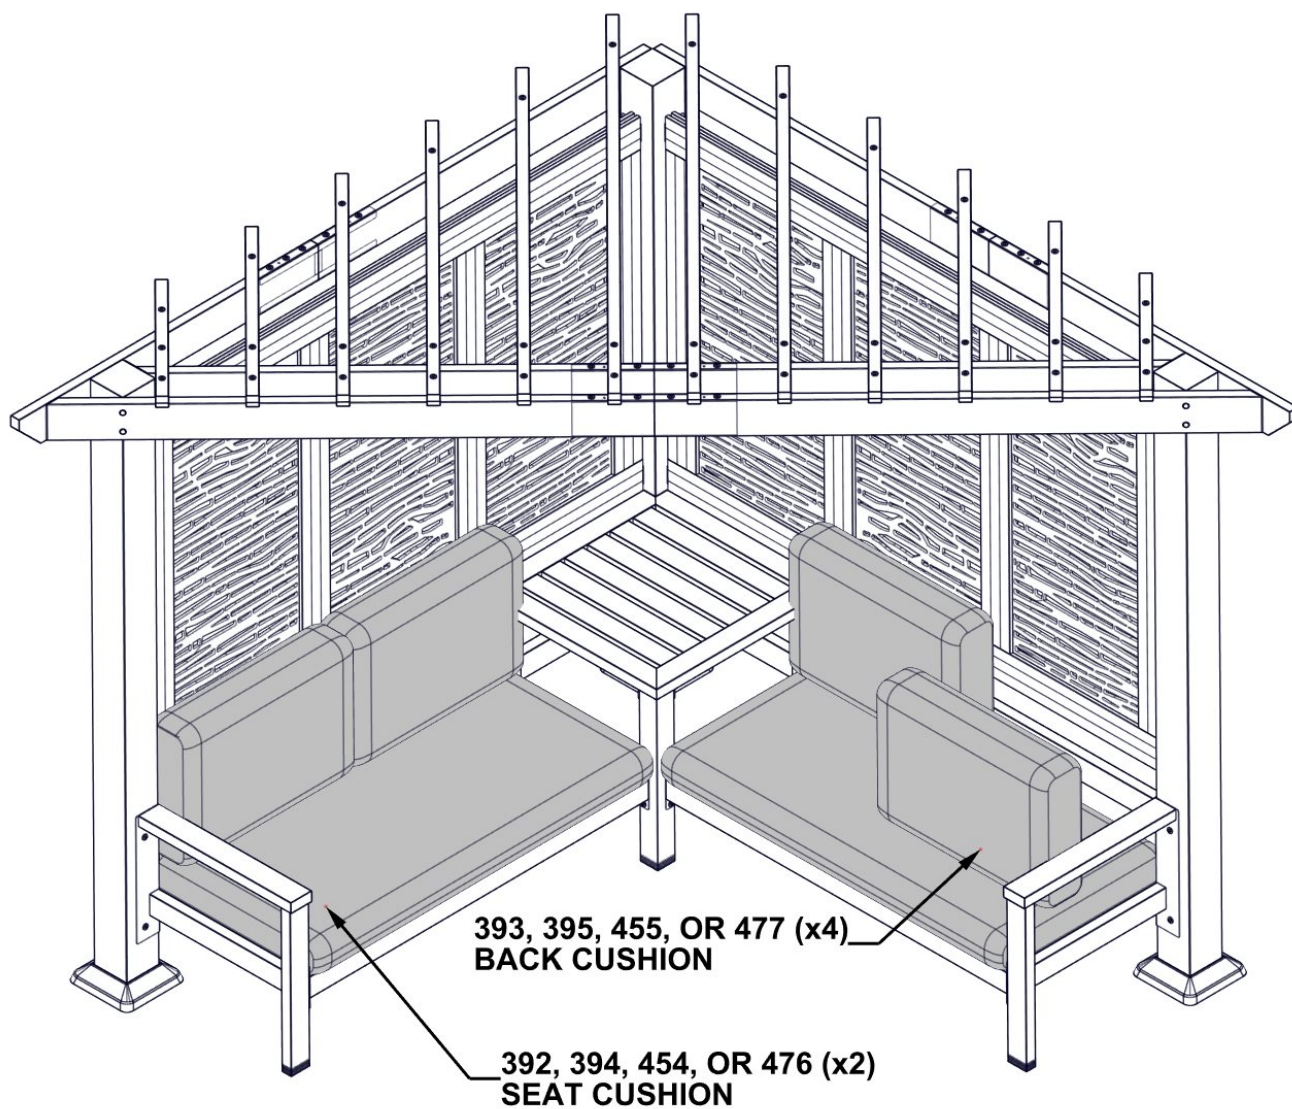 393, 395, 455, OR 477 (x4)
BACK CUSHION
392, 394, 454, OR 476 (x2)
SEAT CUSHION